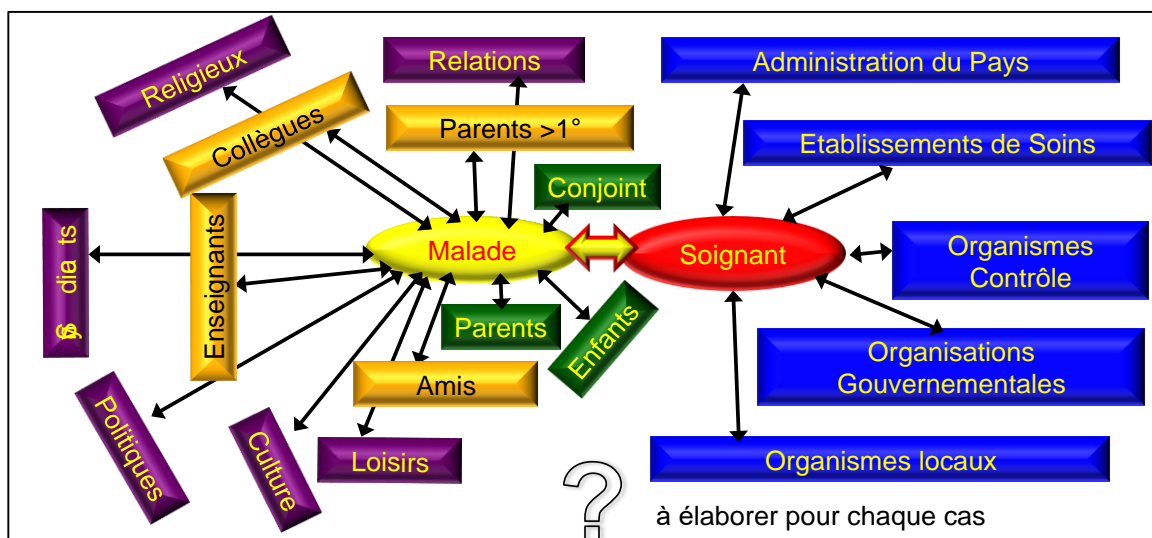 Religieux
Relations
Administration du Pays
Collègues
Parents >1°
Etablissements de Soins
Conjoint
Enseignants
Malade
Soignant
Organismes
Contrôle
Parents
Enfants
Organisations
Gouvernementales
Amis
Politiques
Culture
Loisirs
Organismes locaux
?
à élaborer pour chaque cas